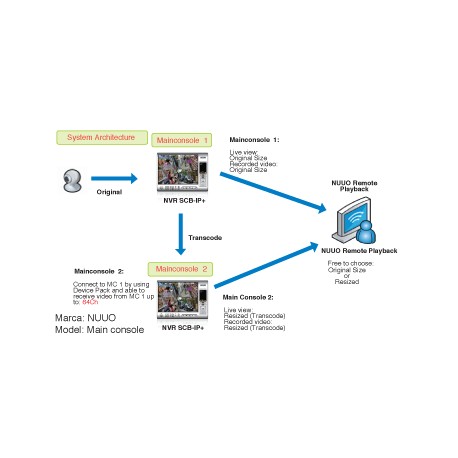 System Architecture
Mainconsole 1
Mainconsole 1:
Live view:
Original Size
Recorded video:
Original Size
Original
NVR SCB-IP+
NUUO Remote
Playback
Transcode
NUUO Remote Playback
Free to choose:
Original Size
or
Resized
Mainconsole 2:
Connect to MC 1 by using
Device Pack and able to
receive video from MC 1 up
to: 64Ch
Mainconsole 2
NVR SCB-IP+
Main Console 2:
Live view:
Resized (Transcode)
Recorded video:
Resized (Transcode)
Marca: NUUO
Model: Main console